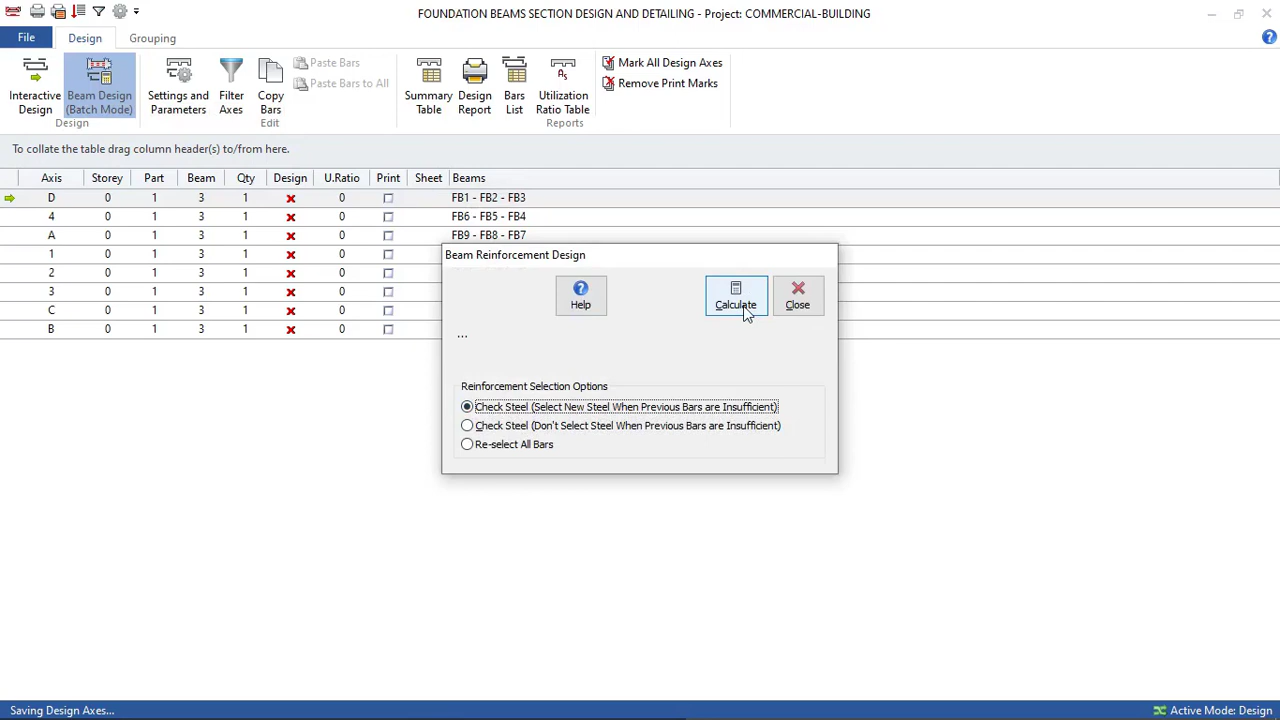 FOUNDATION BEAMS SECTION DESIGN AND DETAILING - Project: COMMERCIAL-BUILDING
File
Design
Grouping
Interactive Design
Beam Design (Batch Mode)
Design
Settings and Parameters
Filter Axes
Copy Bars
Paste Bars
Paste Bars to All
Edit
Summary Table
Design Report
Bars List
Utilization Ratio Table
Reports
Mark All Design Axes
Remove Print Marks
To collate the table drag column header(s) to/from here.
Axis Storey Part Beam Qty Design U.Ratio Print Sheet Beams
D 0 1 3 1 0 FB1 - FB2 - FB3
4 0 1 3 1 0 FB6 - FB5 - FB4
A 0 1 3 1 0 FB9 - FB8 - FB7
1 0 1 3 1 0
2 0 1 3 1 0
3 0 1 3 1 0
C 0 1 3 1 0
B 0 1 3 1 0
Beam Reinforcement Design
Help
Calculate
Close
...
Reinforcement Selection Options
Check Steel (Select New Steel When Previous Bars are Insufficient)
Check Steel (Don't Select Steel When Previous Bars are Insufficient)
Re-select All Bars
Saving Design Axes...
Active Mode: Design